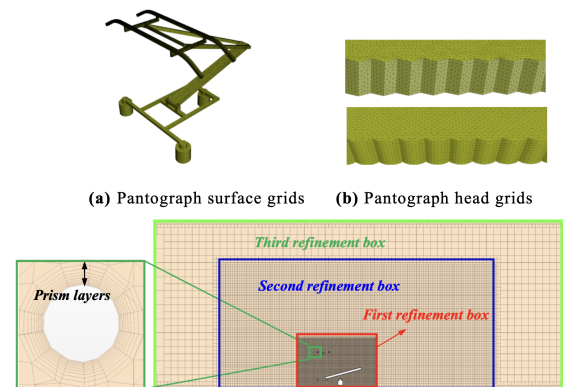 (a) Pantograph surface grids
(b) Pantograph head grids
Third refinement box
Second refinement box
Prism layers
First refinement box